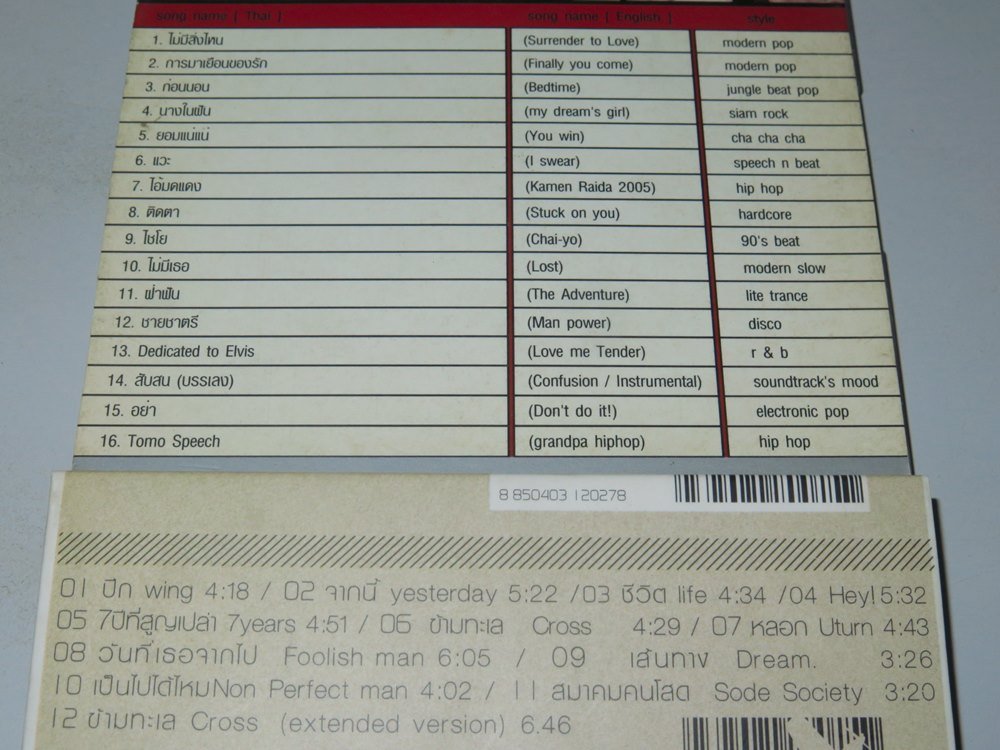 song name [ Thai ] song name [ English ] style
1. ไม่มีสิ่งไหน (Surrender to Love) modern pop
2. การมาเยือนของรัก (Finally you come) modern pop
3. ก่อนนอน (Bedtime) jungle beat pop
4. นางในฝัน (my dream's girl) siam rock
5. ยอมแน่แน่ (You win) cha cha cha
6. แวะ (I swear) speech n beat
7. ไอ้มดแดง (Kamen Raida 2005) hip hop
8. ติดตา (Stuck on you) hardcore
9. ไชโย (Chai-yo) 90's beat
10. ไม่มีเธอ (Lost) modern slow
11. ฝ่าฝัน (The Adventure) lite trance
12. ชายชาตรี (Man power) disco
13. Dedicated to Elvis (Love me Tender) r & b
14. สับสน (บรรเลง) (Confusion / Instrumental) soundtrack's mood
15. อย่า (Don't do it!) electronic pop
16. Tomo Speech (grandpa hiphop) hip hop
8 850403 120278
01 ปีก wing 4:18 / 02 จากนี้ yesterday 5:22 /03 ชีวิต life 4:34 /04 Hey! 5:32
05 7ปีที่สูญเปล่า 7years 4:51 / 06 ข้ามทะเล Cross 4:29 / 07 หลอก Uturn 4:43
08 วันที่เธอจากไป Foolish man 6:05 / 09 เส้นทาง Dream. 3:26
10 เป็นไปได้ไหม Non Perfect man 4:02 / 11 สมาคมคนโสด Sode Society 3:20
12 ข้ามทะเล Cross (extended version) 6.46